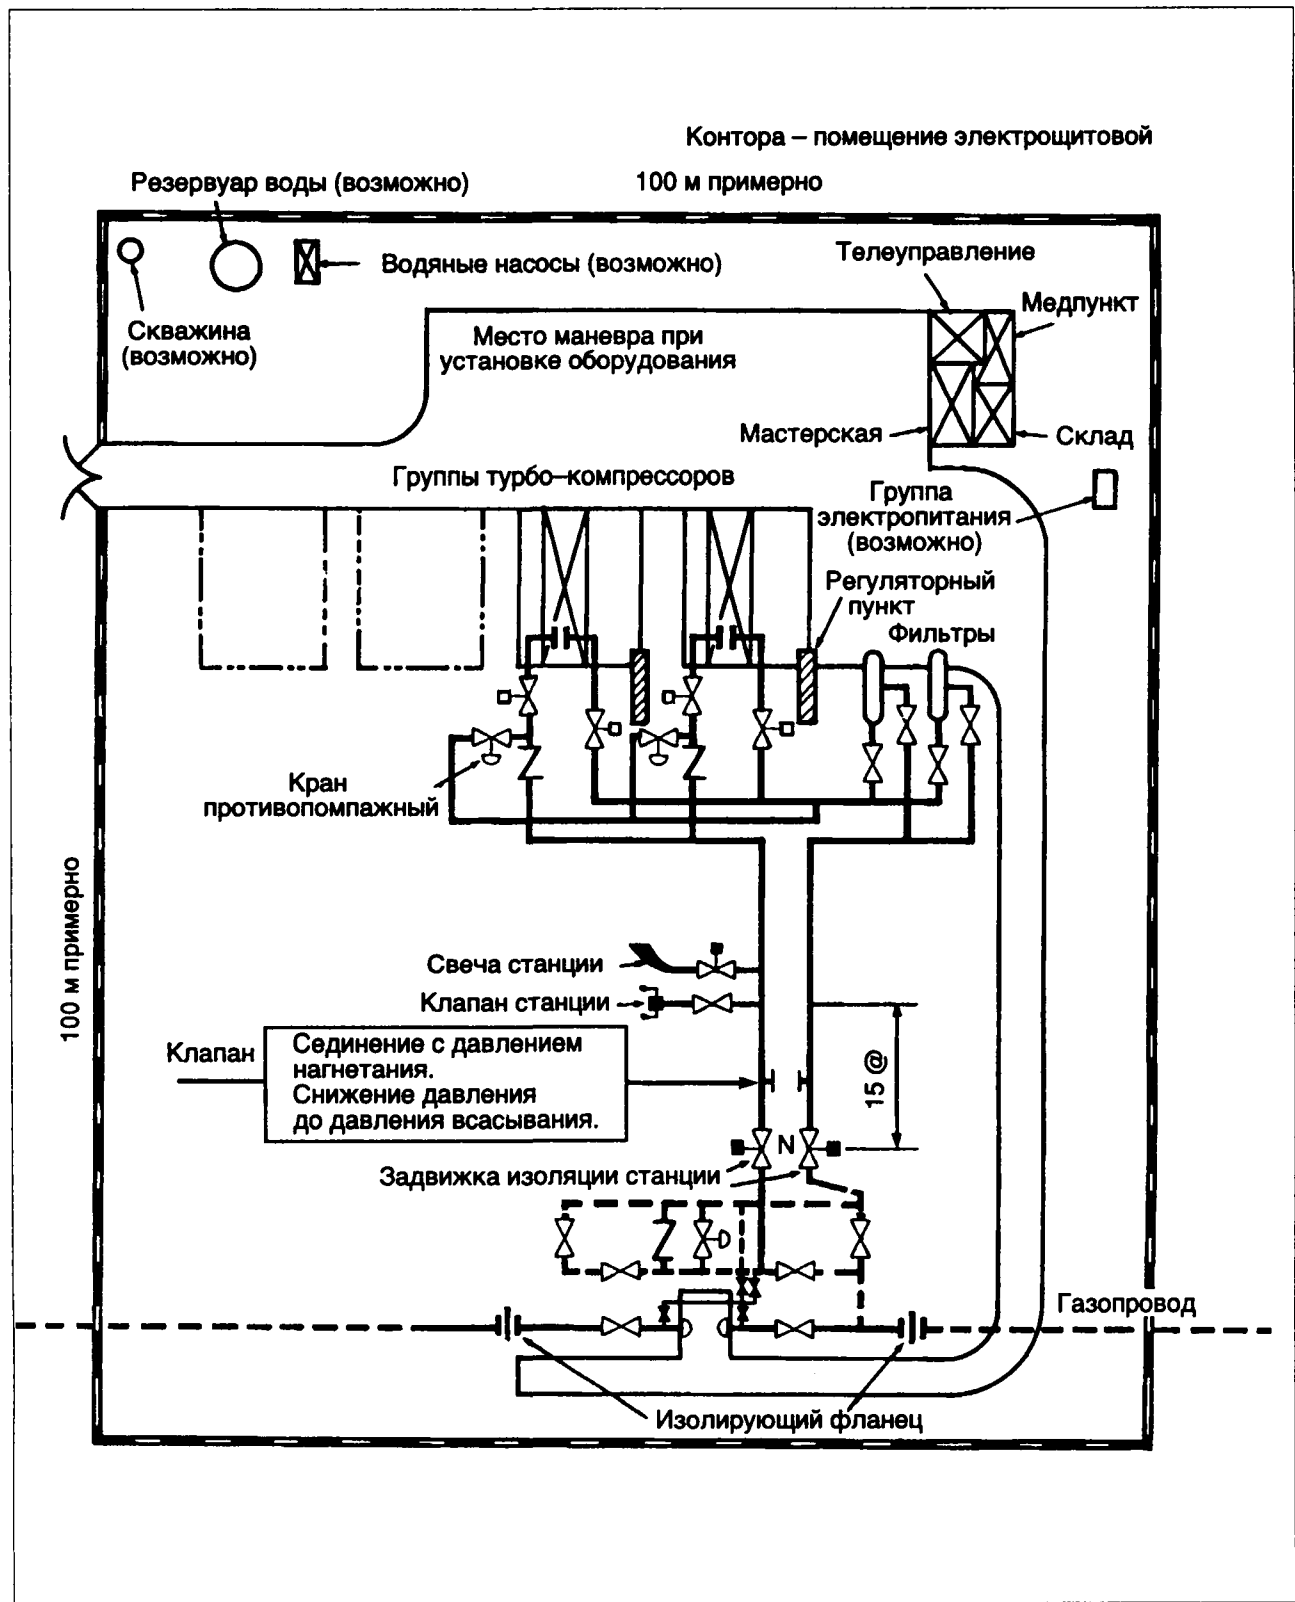 Контора – помещение электрощитовой
Резервуар воды (возможно)
100 м примерно
Водяные насосы (возможно)
Телеуправление
Медпункт
Скважина
(возможно)
Место маневра при
установке оборудования
Мастерская
Склад
Группы турбо–компрессоров
Группа
электропитания
(возможно)
Регуляторный
пункт
Фильтры
Кран
противопомпажный
100 м примерно
Свеча станции
Клапан станции
Клапан
Сединение с давлением
нагнетания.
Снижение давления
до давления всасывания.
15 @
N
Задвижка изоляции станции
Газопровод
Изолирующий фланец